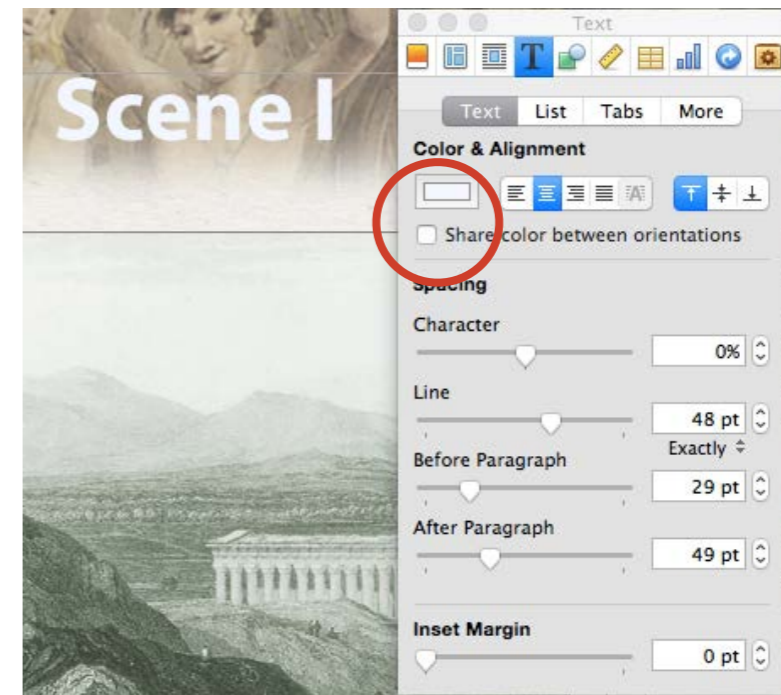 Text
Scene I
T
Text List Tabs More
Color & Alignment
A
Share color between orientations
Spacing
Character
0%
Line
48 pt
Exactly
Before Paragraph
29 pt
After Paragraph
49 pt
Inset Margin
0 pt